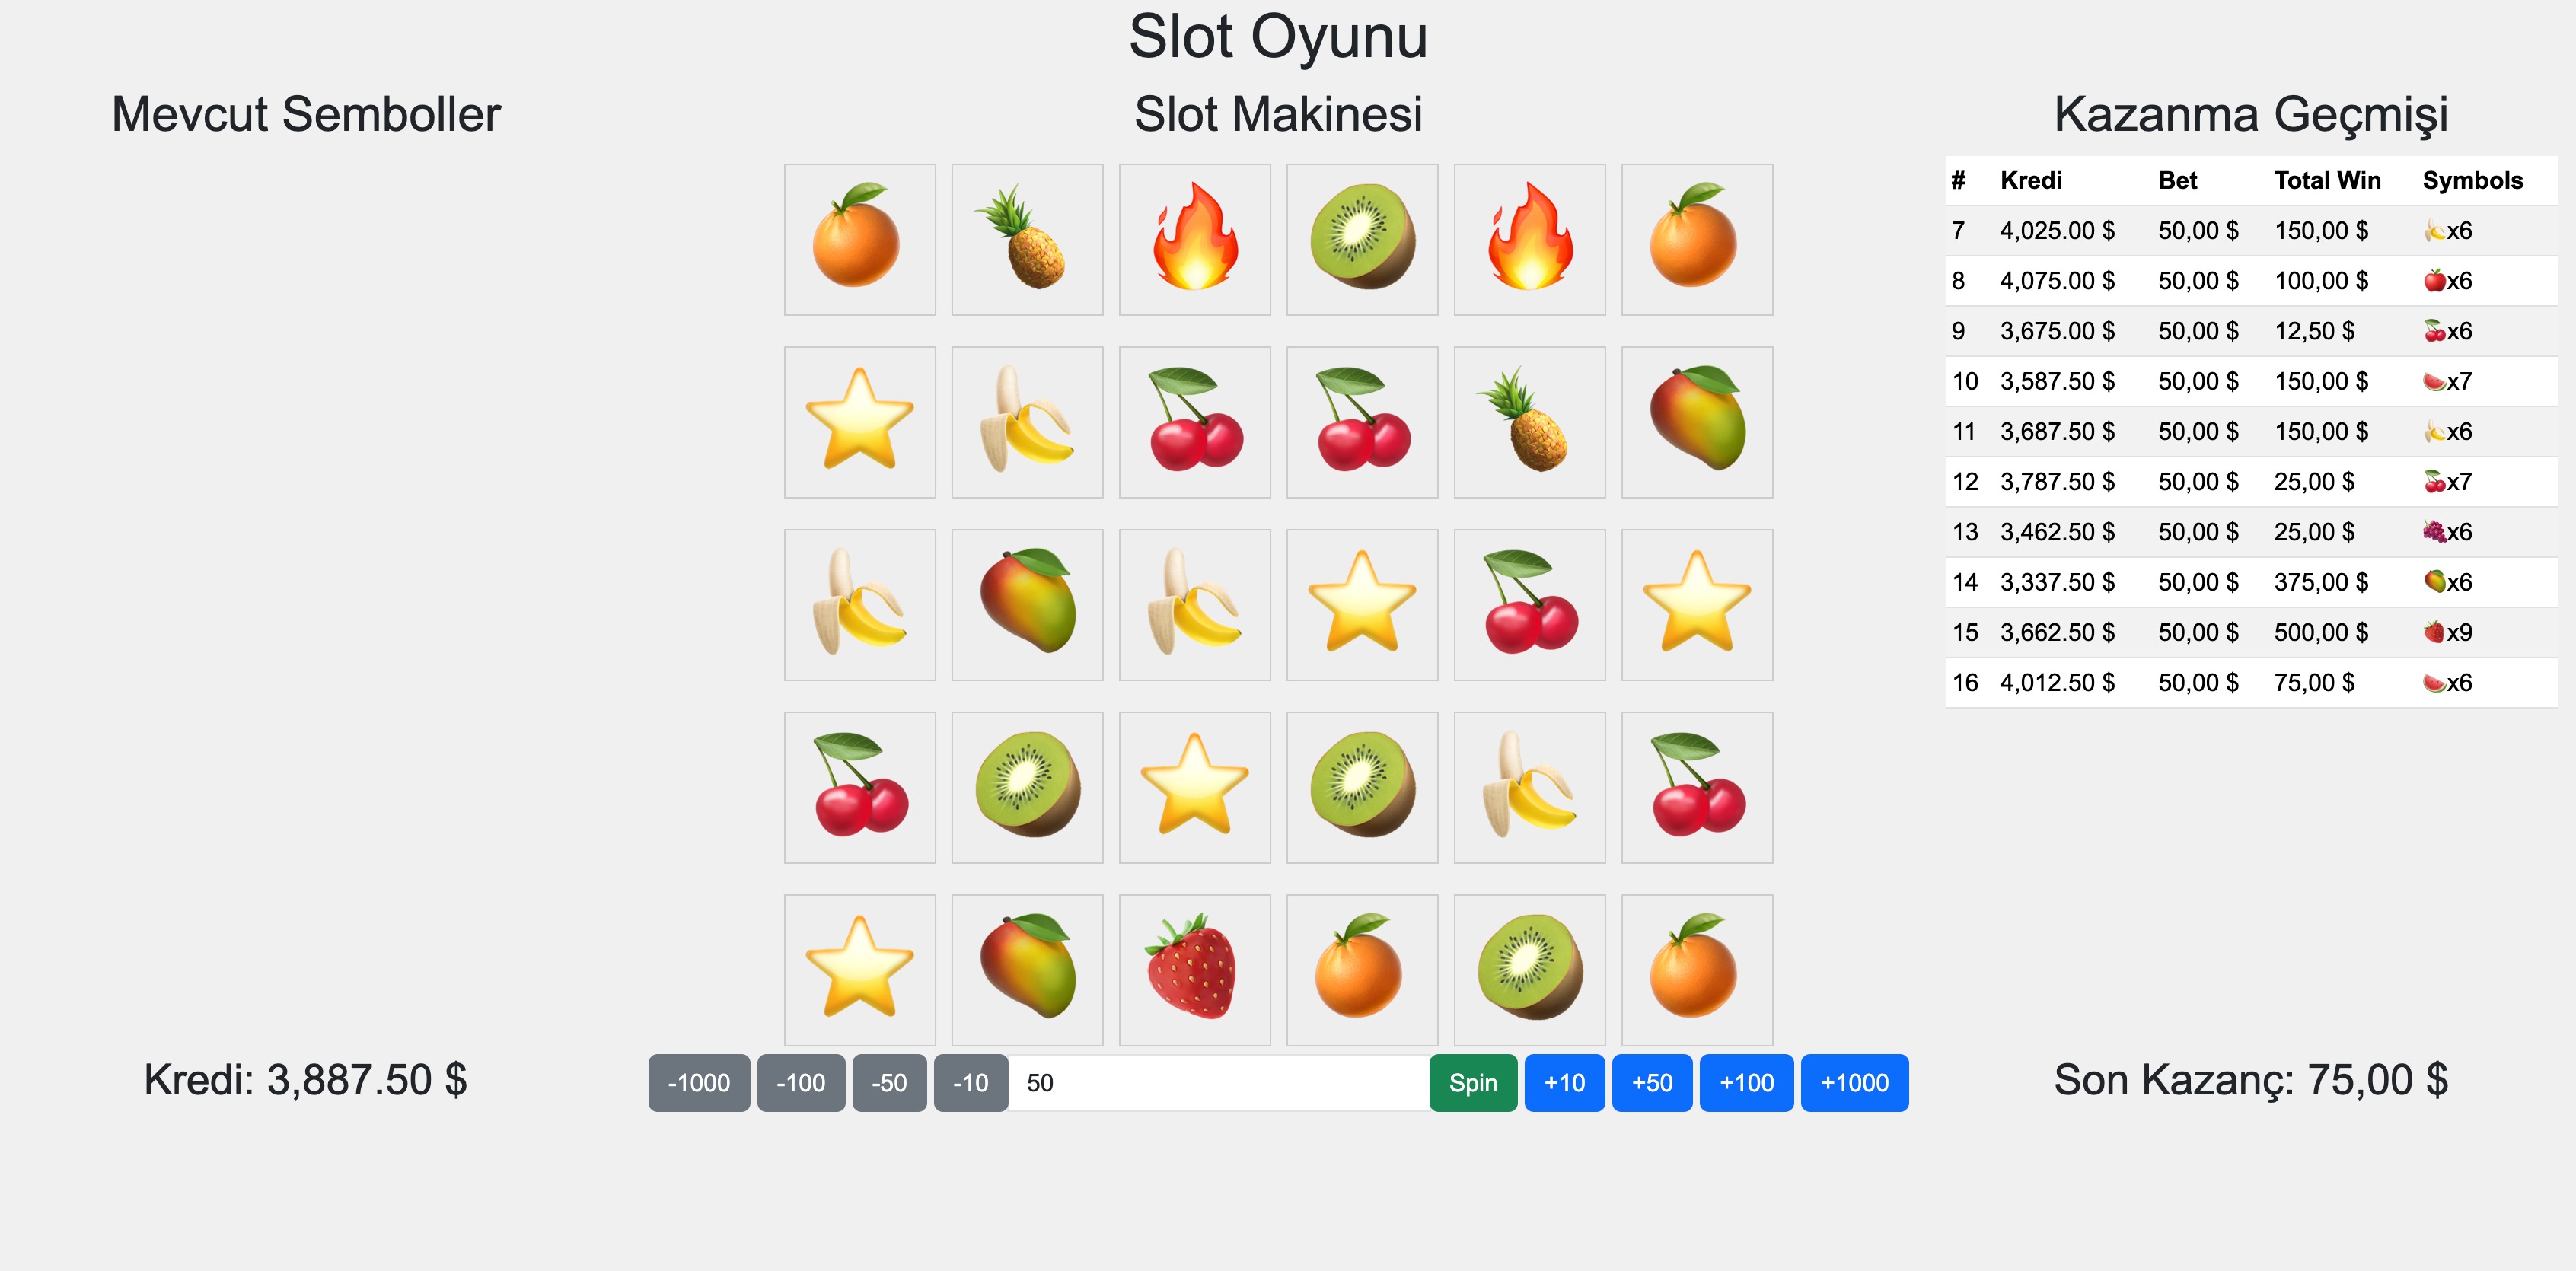 Slot Oyunu
Mevcut Semboller
Slot Makinesi
Kazanma Geçmişi
# Kredi Bet Total Win Symbols
7 4,025.00 $ 50,00 $ 150,00 $ 🍌x6
8 4,075.00 $ 50,00 $ 100,00 $ 🍎x6
9 3,675.00 $ 50,00 $ 12,50 $ 🍒x6
10 3,587.50 $ 50,00 $ 150,00 $ 🍉x7
11 3,687.50 $ 50,00 $ 150,00 $ 🍌x6
12 3,787.50 $ 50,00 $ 25,00 $ 🍒x7
13 3,462.50 $ 50,00 $ 25,00 $ 🍇x6
14 3,337.50 $ 50,00 $ 375,00 $ 🥭x6
15 3,662.50 $ 50,00 $ 500,00 $ 🍓x9
16 4,012.50 $ 50,00 $ 75,00 $ 🍉x6
Kredi: 3,887.50 $
-1000 -100 -50 -10 50 Spin +10 +50 +100 +1000
Son Kazanç: 75,00 $